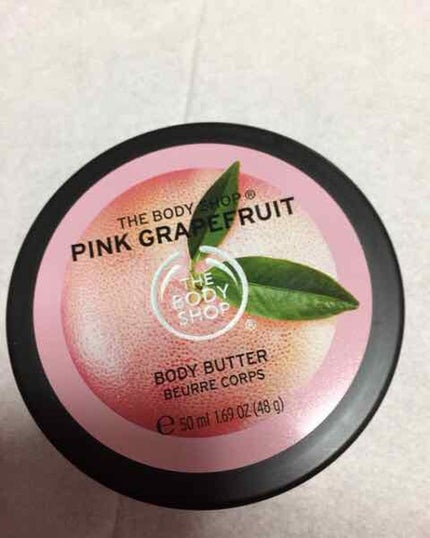 THE BODY SHOP®
PINK GRAPEFRUIT
THE
BODY
SHOP
®
BODY BUTTER
BEURRE CORPS
e 50 ml 1.69 OZ (48 g)